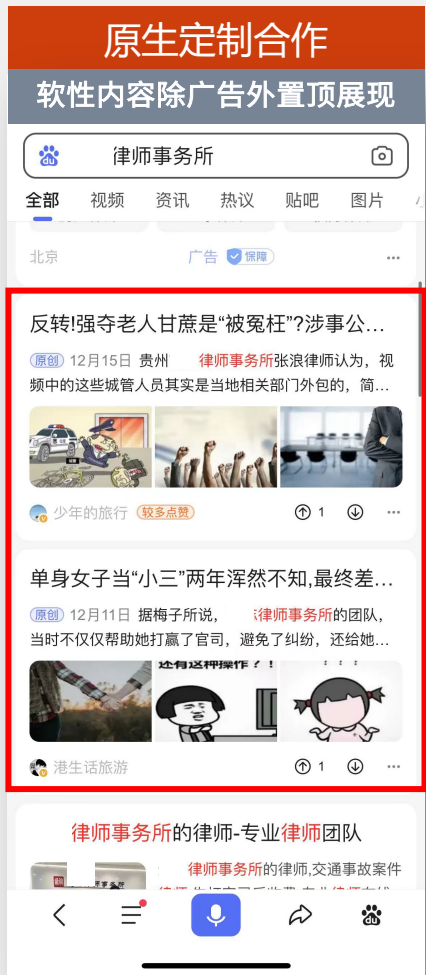 原生定制合作
软性内容除广告外置顶展现
du 律师事务所
全部 视频 资讯 热议 贴吧 图片
北京 广告 保障
反转!强夺老人甘蔗是“被冤枉”?涉事公...
原创 12月15日 贵州 律师事务所张浪律师认为，视
频中的这些城管人员其实是当地相关部门外包的，简...
少年的旅行 较多点赞 1
单身女子当“小三”两年浑然不知,最终差...
原创 12月11日 据梅子所说， 律师事务所的团队，
当时不仅仅帮助她打赢了官司，避免了纠纷，还给她...
还有这种操作？！
港生话旅游 1
律师事务所的律师-专业律师团队
律师事务所的律师,交通事故案件
du